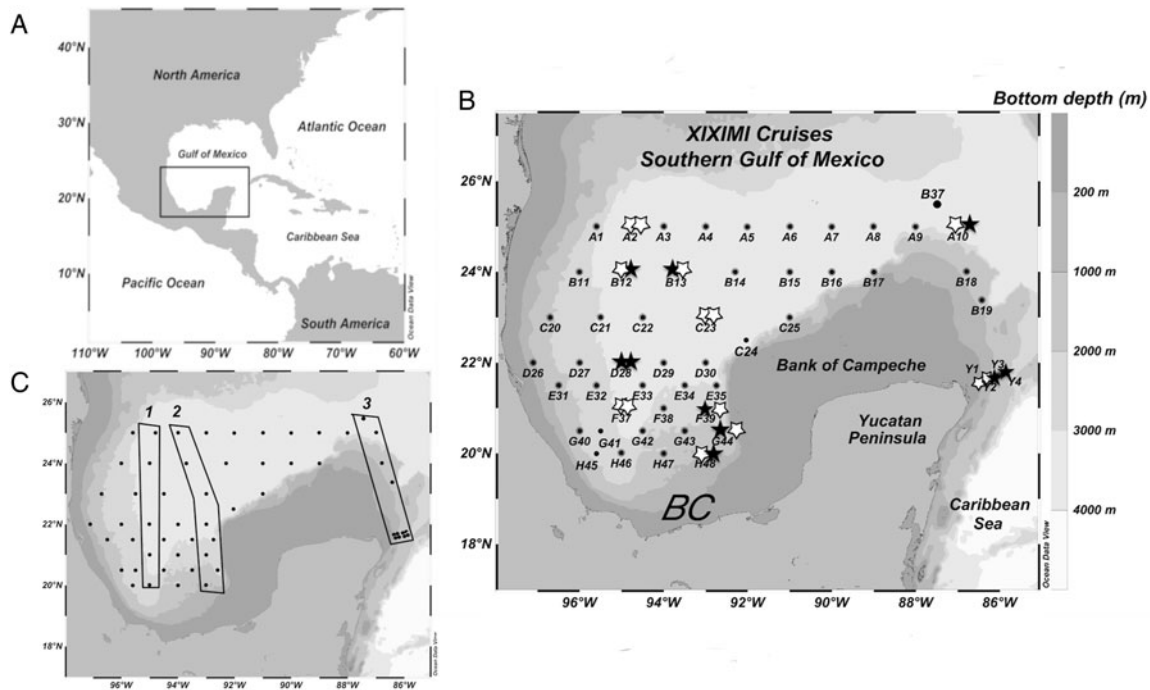 A
40°N
30°N
20°N
10°N
110°W 100°W 90°W 80°W 70°W 60°W
North America
Atlantic Ocean
Gulf of Mexico
Caribbean Sea
Pacific Ocean
South America
Ocean Data View
B
Bottom depth (m)
XIXIMI Cruises
Southern Gulf of Mexico
26°N
24°N
22°N
20°N
18°N
96°W 94°W 92°W 90°W 88°W 86°W
B37
A1 A2 A3 A4 A5 A6 A7 A8 A9 A10
B11 B12 B13 B14 B15 B16 B17 B18
B19
C20 C21 C22 C23 C25
C24
D26 D27 D28 D29 D30
E31 E32 E33 E34 E35
F37 F38 F39
G40 G41 G42 G43 G44
H45 H46 H47 H48
Y1 Y2 Y3 Y4
Bank of Campeche
Yucatan
Peninsula
BC
Caribbean
Sea
Ocean Data View
200 m
1000 m
2000 m
3000 m
4000 m
C
26°N
24°N
22°N
20°N
18°N
1 2 3
96°W 94°W 92°W 90°W 88°W 86°W
Ocean Data View